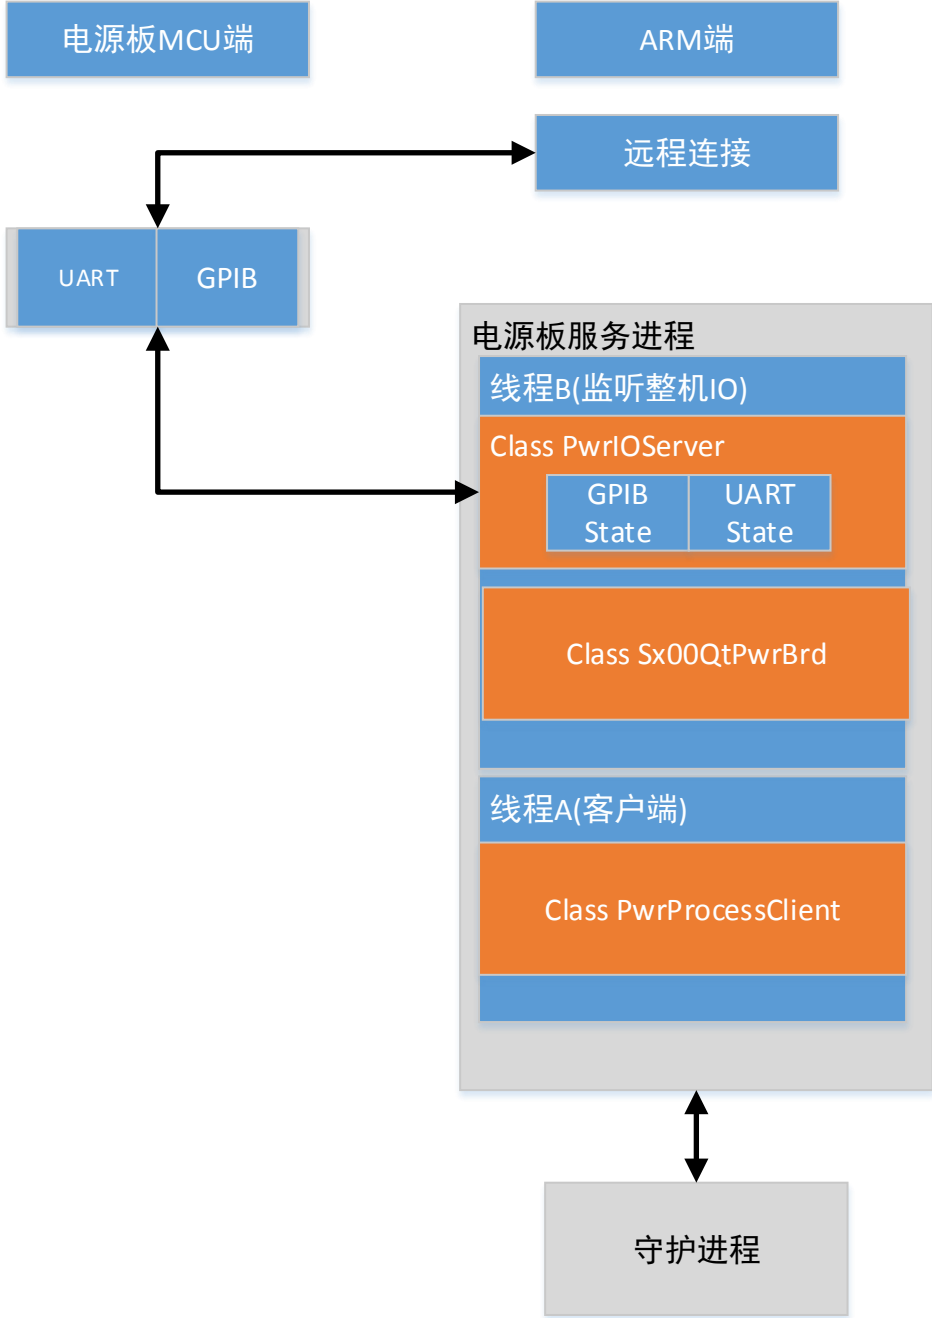 电源板MCU端
ARM端
远程连接
UART
GPIB
电源板服务进程
线程B(监听整机IO)
Class PwrIOServer
GPIB
State
UART
State
Class Sx00QtPwrBrd
线程A(客户端)
Class PwrProcessClient
守护进程